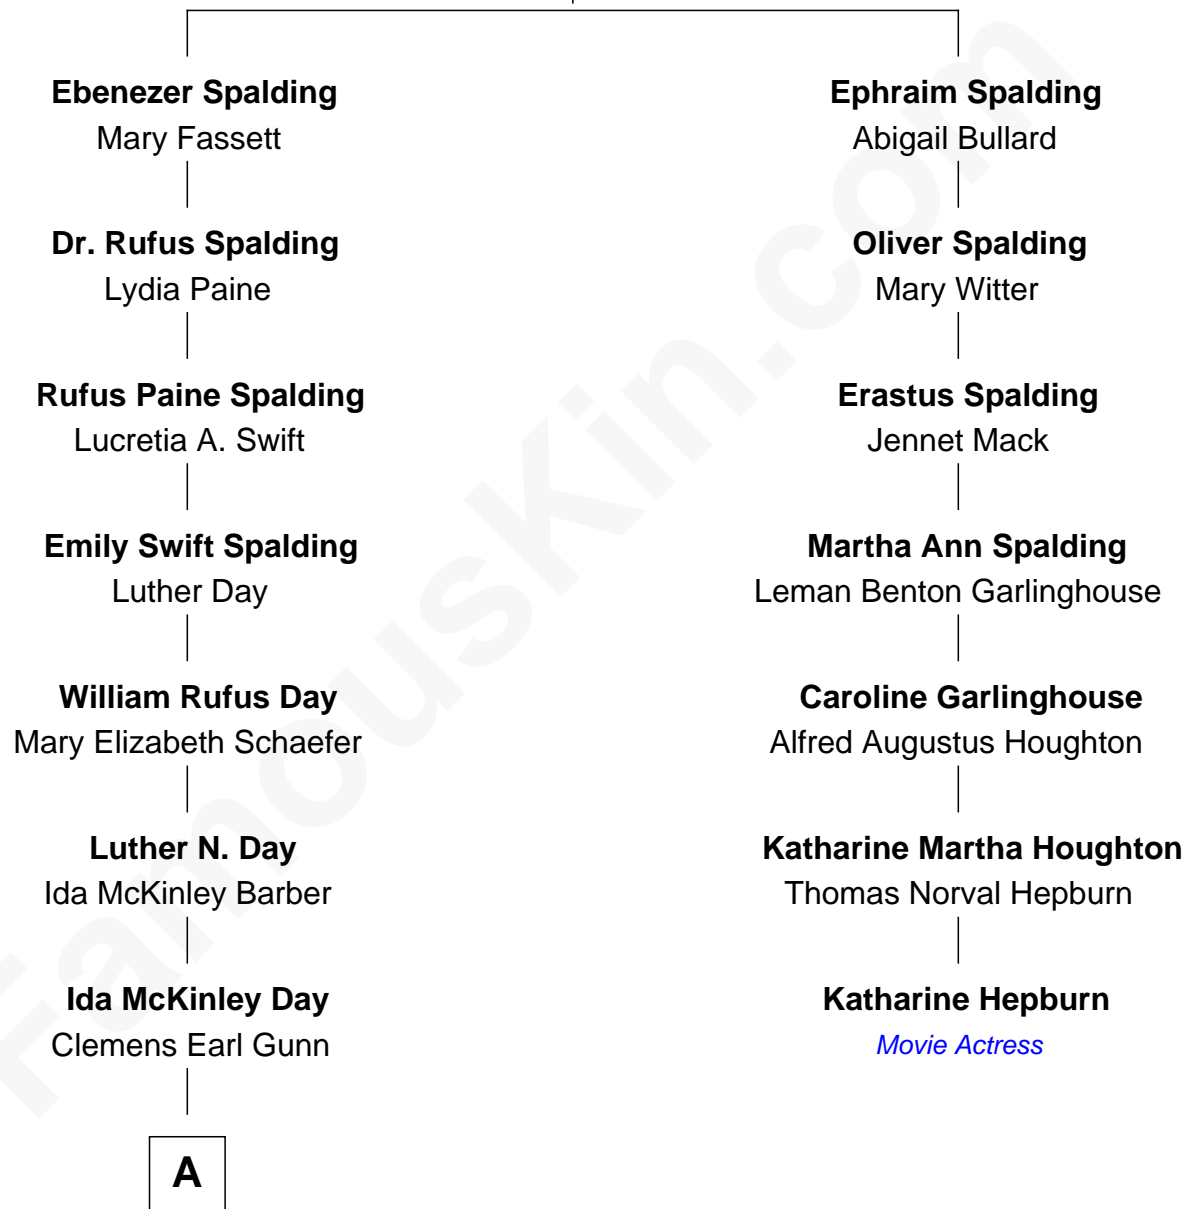 Ebenezer Spalding
Mary Fassett
Ephraim Spalding
Abigail Bullard
Dr. Rufus Spalding
Lydia Paine
Oliver Spalding
Mary Witter
Rufus Paine Spalding
Lucretia A. Swift
Erastus Spalding
Jennet Mack
Emily Swift Spalding
Luther Day
Martha Ann Spalding
Leman Benton Garlinghouse
William Rufus Day
Mary Elizabeth Schaefer
Caroline Garlinghouse
Alfred Augustus Houghton
Luther N. Day
Ida McKinley Barber
Katharine Martha Houghton
Thomas Norval Hepburn
Ida McKinley Day
Clemens Earl Gunn
Katharine Hepburn
Movie Actress
A
FamousKin.com